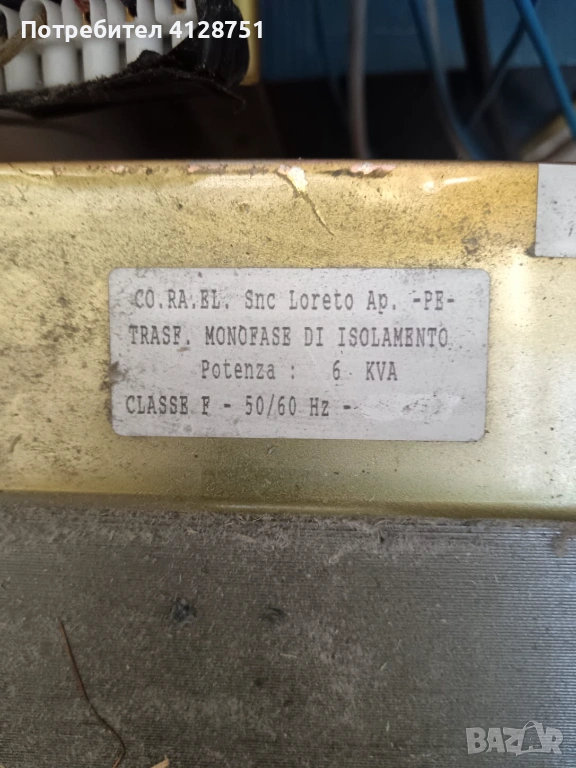 Потребител 4128751
CO.RA.EL. Snc Loreto Ap. -PE-
TRASF. MONOFASE DI ISOLAMENTO
Potenza : 6 KVA
CLASSE F - 50/60 Hz -
BAZAR